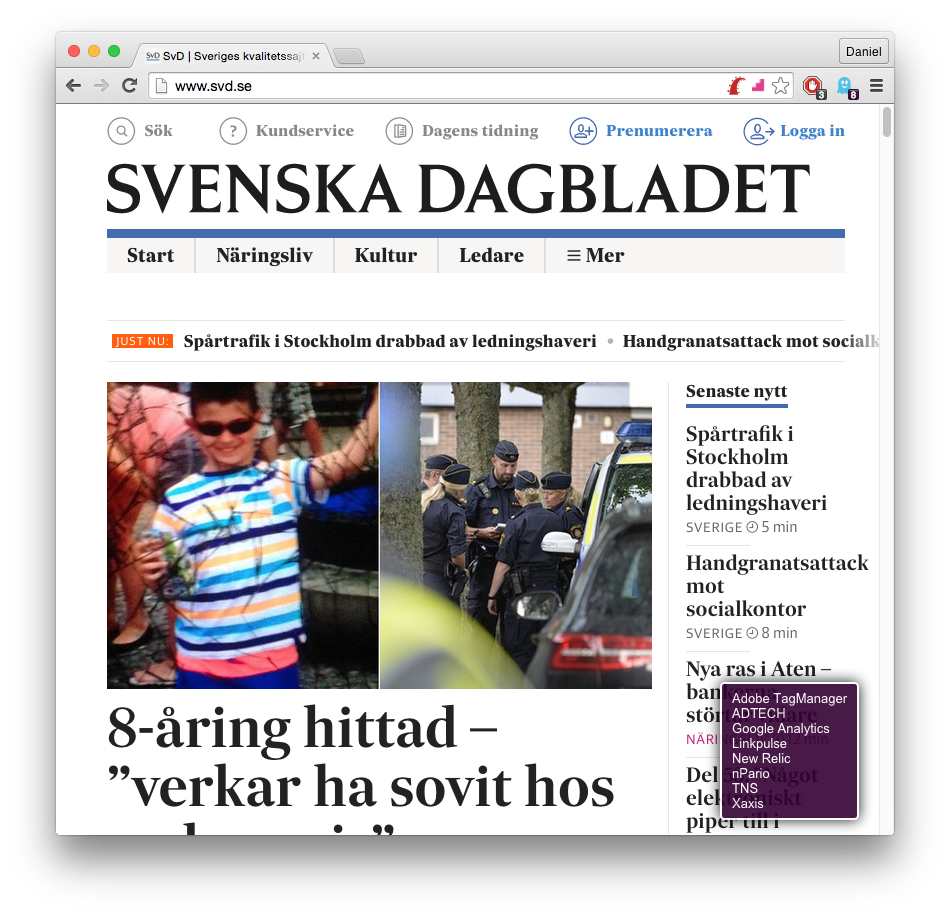 SvD | Sveriges kvalitetssajt
Daniel
www.svd.se
3
8
Sök
Kundservice
Dagens tidning
Prenumerera
Logga in
SVENSKA DAGBLADET
Start
Näringsliv
Kultur
Ledare
Mer
JUST NU:
Spårtrafik i Stockholm drabbad av ledningshaveri • Handgranatsattack mot socialk
8-åring hittad –
”verkar ha sovit hos
Senaste nytt
Spårtrafik i
Stockholm
drabbad av
ledningshaveri
SVERIGE 5 min
Handgranatsattack
mot
socialkontor
SVERIGE 8 min
Nya ras i Aten –
Adobe TagManager
ADTECH
Google Analytics
Linkpulse
New Relic
nPario
TNS
Xaxis